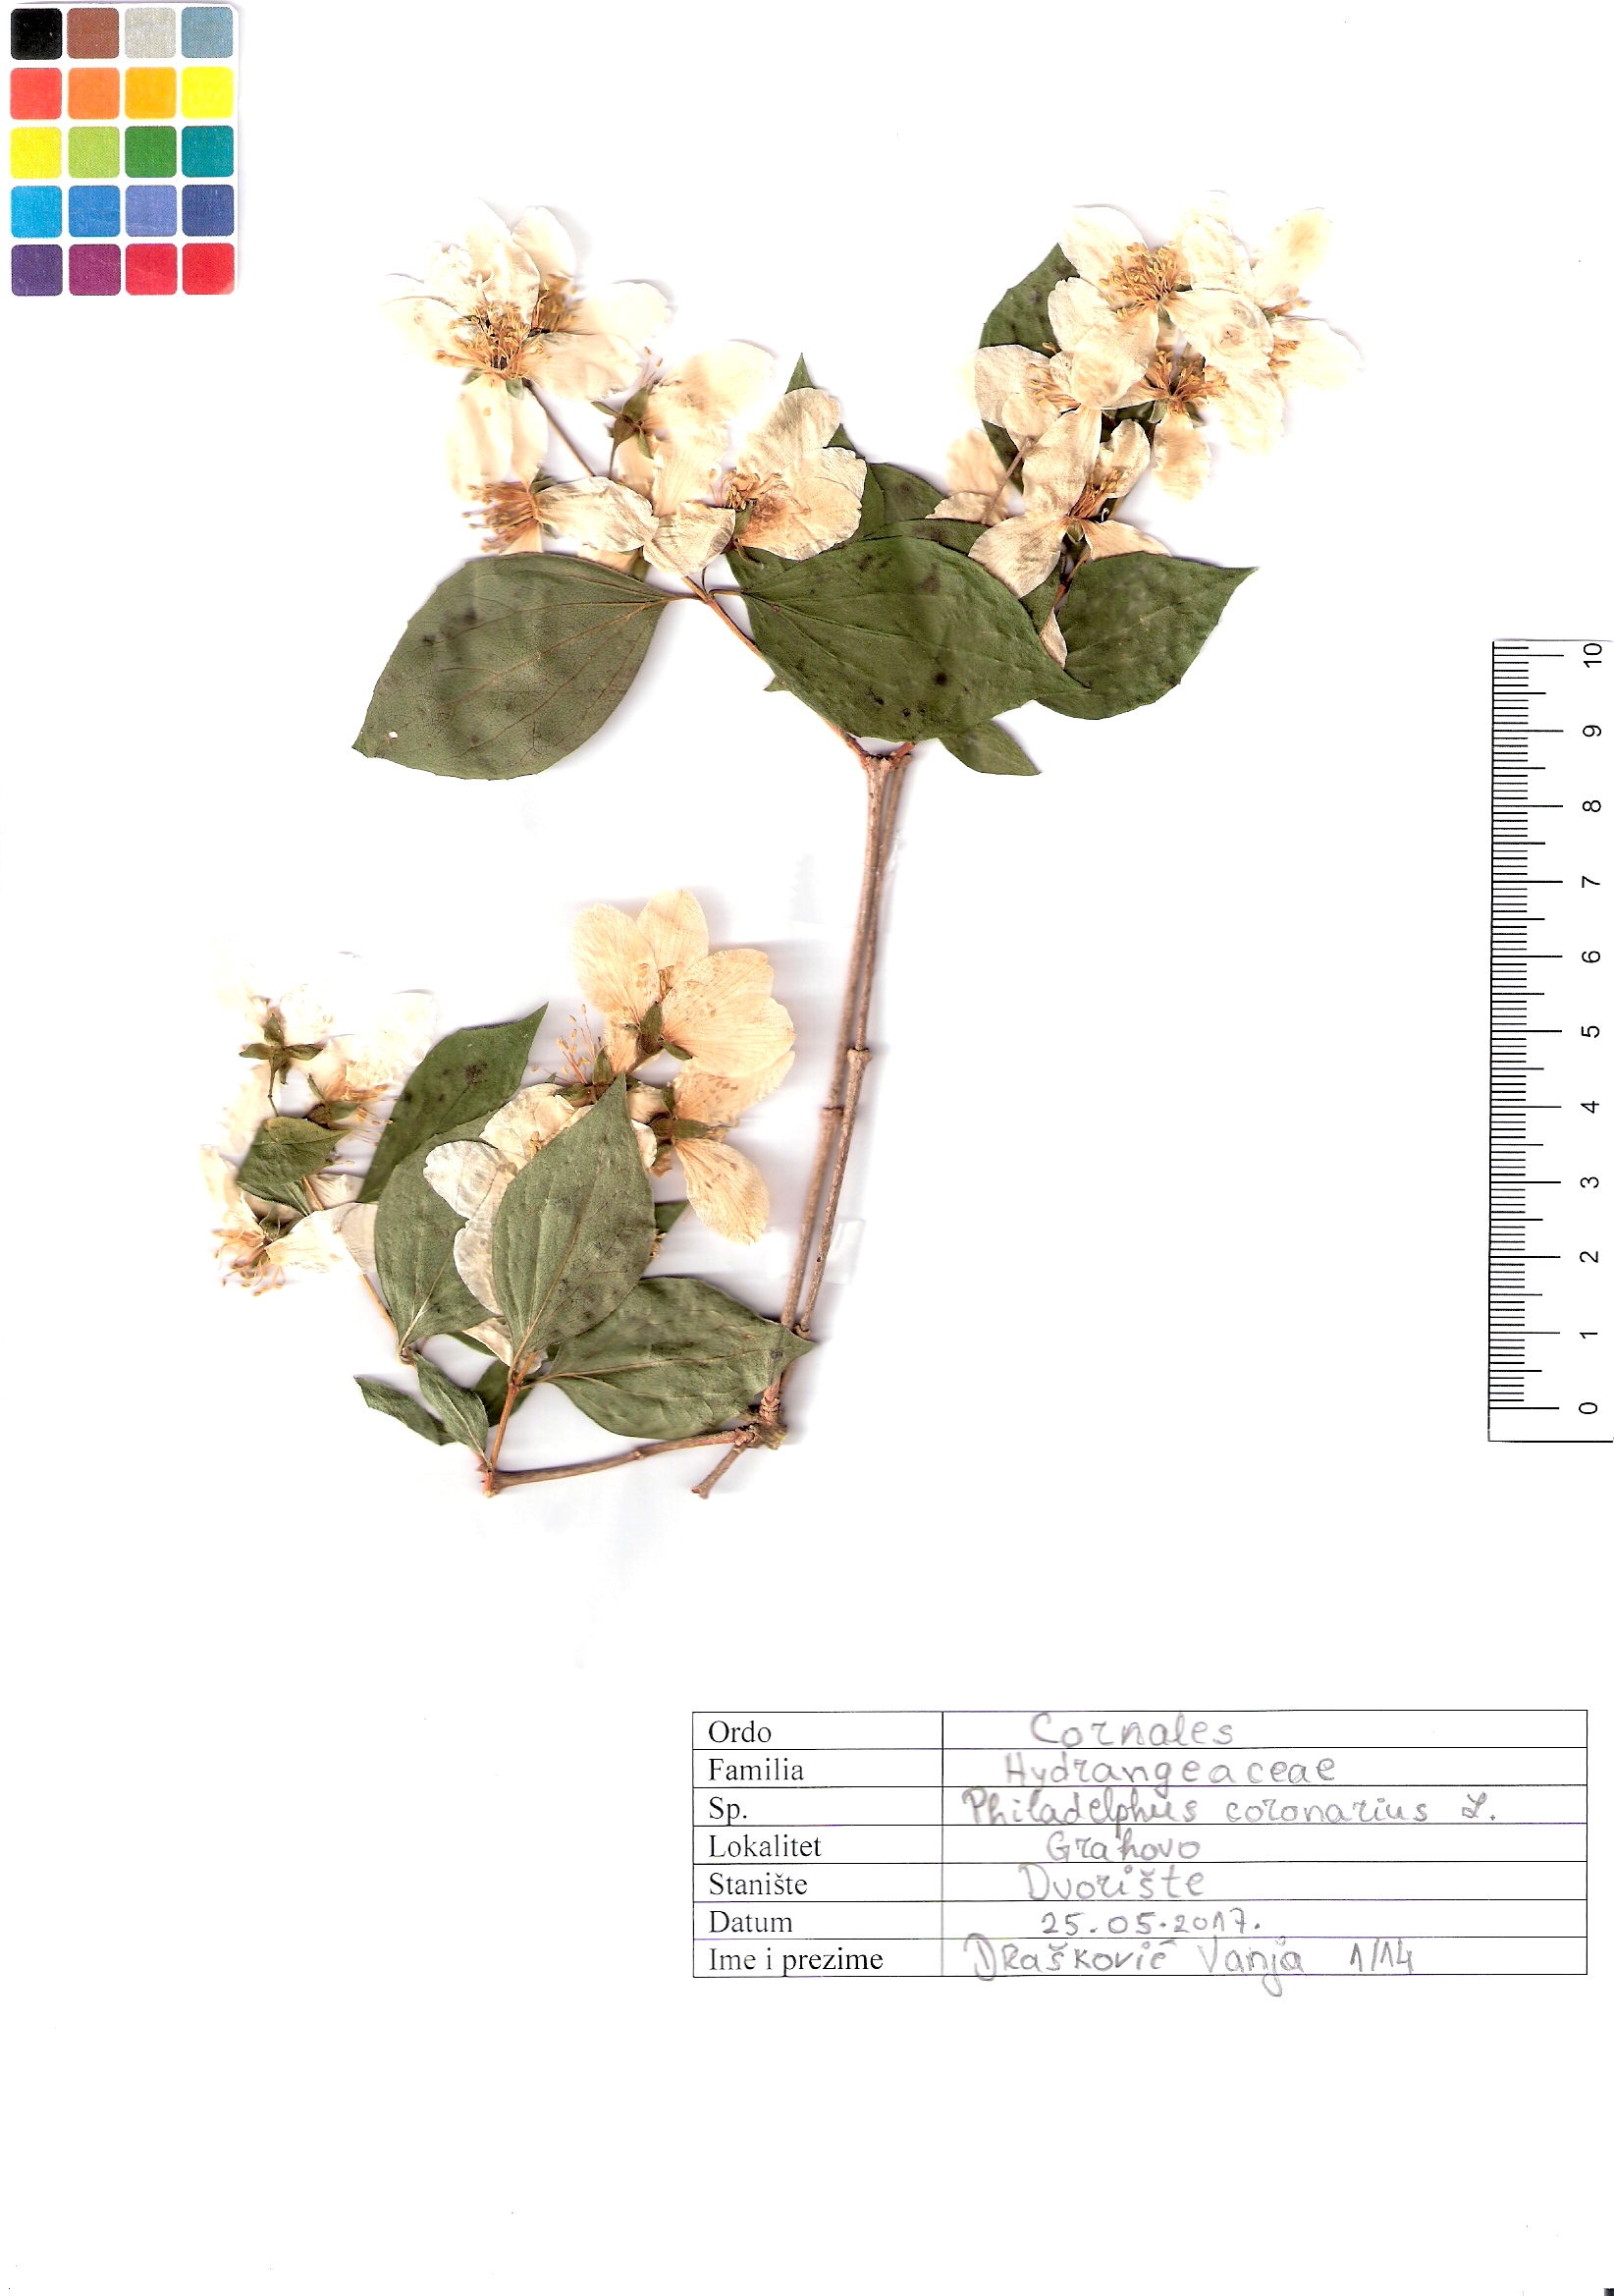 10
9
8
7
6
5
4
3
2
1
0
Ordo Cornales
Familia Hydrangeaceae
Sp. Philadelphus coronarius L.
Lokalitet Grahovo
Stanište Dvorište
Datum 25.05.2017.
Ime i prezime Drašković Vanja 1/14